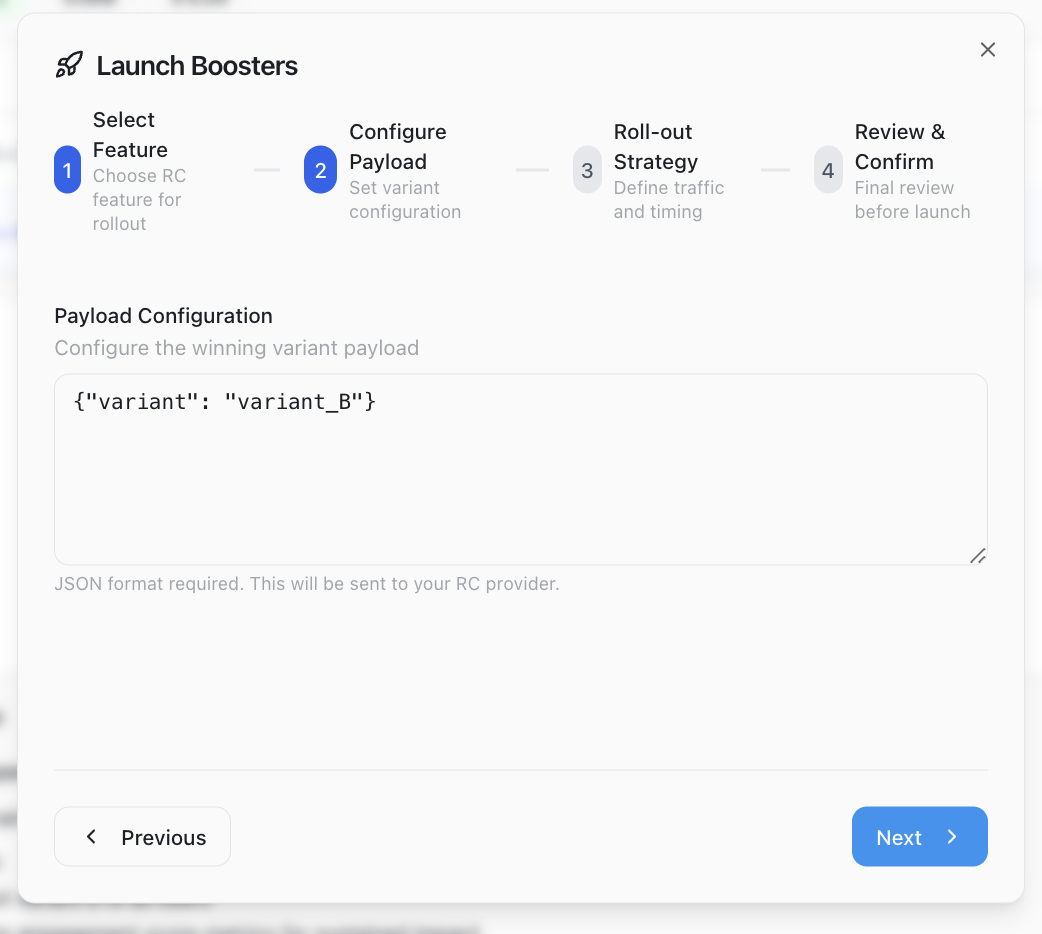 Launch Boosters
1
Select
Feature
Choose RC
feature for
rollout
2
Configure
Payload
Set variant
configuration
3
Roll-out
Strategy
Define traffic
and timing
4
Review &
Confirm
Final review
before launch
Payload Configuration
Configure the winning variant payload
{"variant": "variant_B"}
JSON format required. This will be sent to your RC provider.
Previous
Next